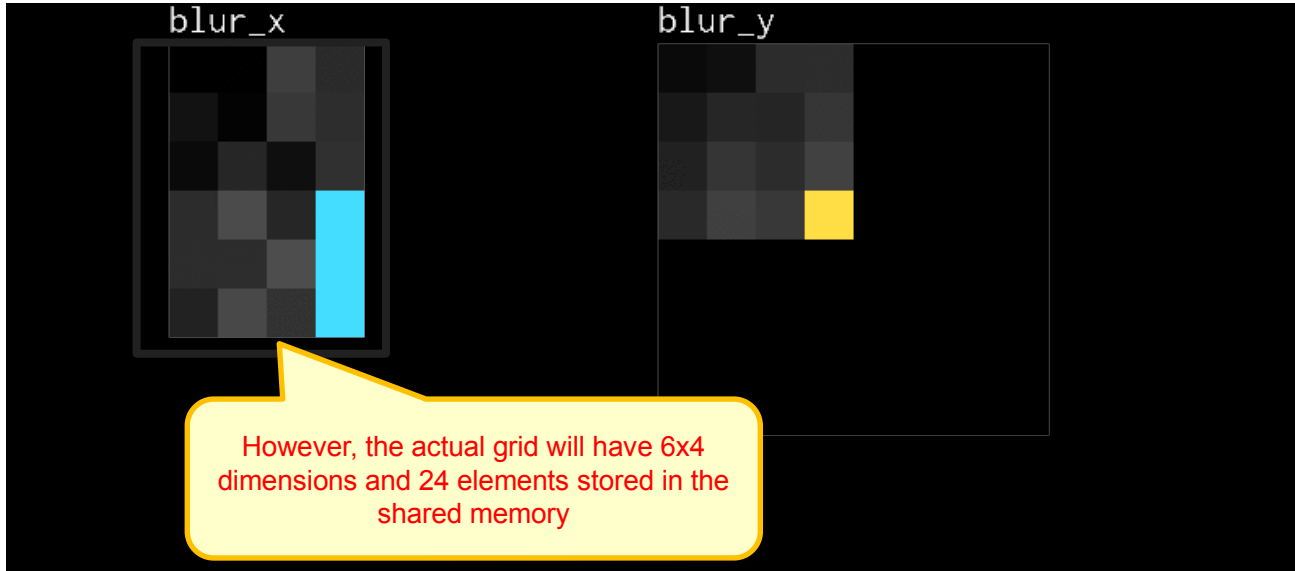 blur_x
blur_y
However, the actual grid will have 6x4
dimensions and 24 elements stored in the
shared memory